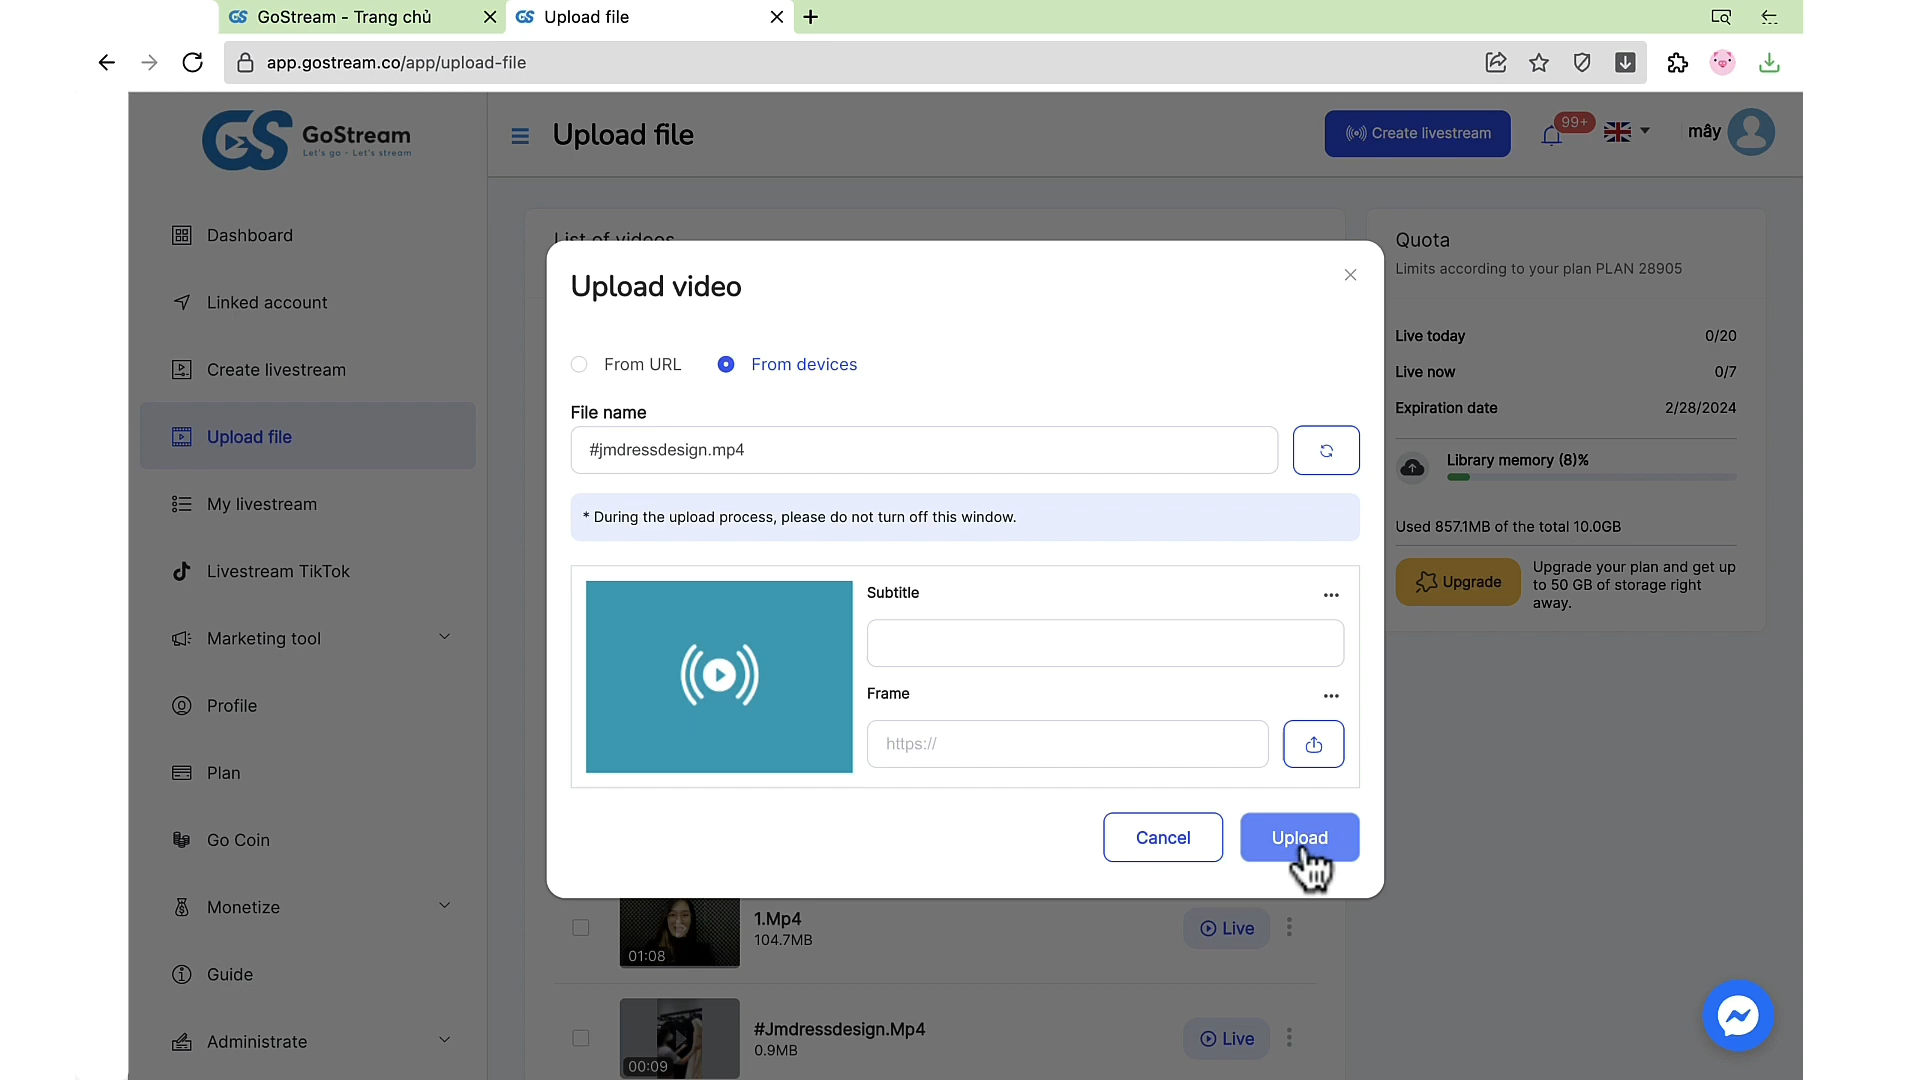 GoStream - Trang chủ
Upload file
app.gostream.co/app/upload-file
GoStream
Let's go - Let's stream
Upload file
Create livestream
99+
mây
Dashboard
Linked account
Create livestream
Upload file
My livestream
Livestream TikTok
Marketing tool
Profile
Plan
Go Coin
Monetize
Guide
Administrate
List of videos
Upload video
From URL
From devices
File name
#jmdressdesign.mp4
* During the upload process, please do not turn off this window.
Subtitle
Frame
https://
Cancel
Upload
01:08
1.Mp4
104.7MB
Live
00:09
#Jmdressdesign.Mp4
0.9MB
Live
Quota
Limits according to your plan PLAN 28905
Live today 0/20
Live now 0/7
Expiration date 2/28/2024
Library memory (8)%
Used 857.1MB of the total 10.0GB
Upgrade
Upgrade your plan and get up
to 50 GB of storage right
away.